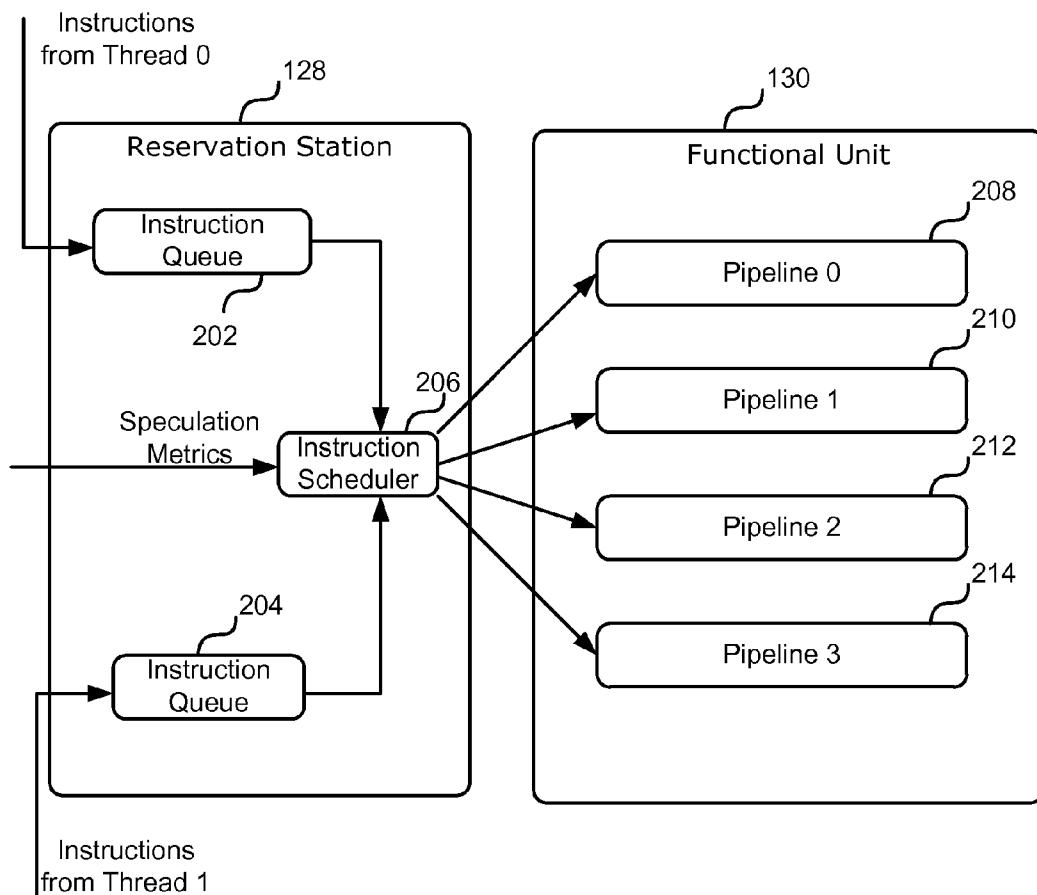 Instructions
from Thread 0
128
130
Reservation Station
Functional Unit
208
Instruction
Queue
Pipeline 0
202
210
206
Pipeline 1
Speculation
Metrics
Instruction
Scheduler
212
Pipeline 2
204
214
Instruction
Queue
Pipeline 3
Instructions
from Thread 1